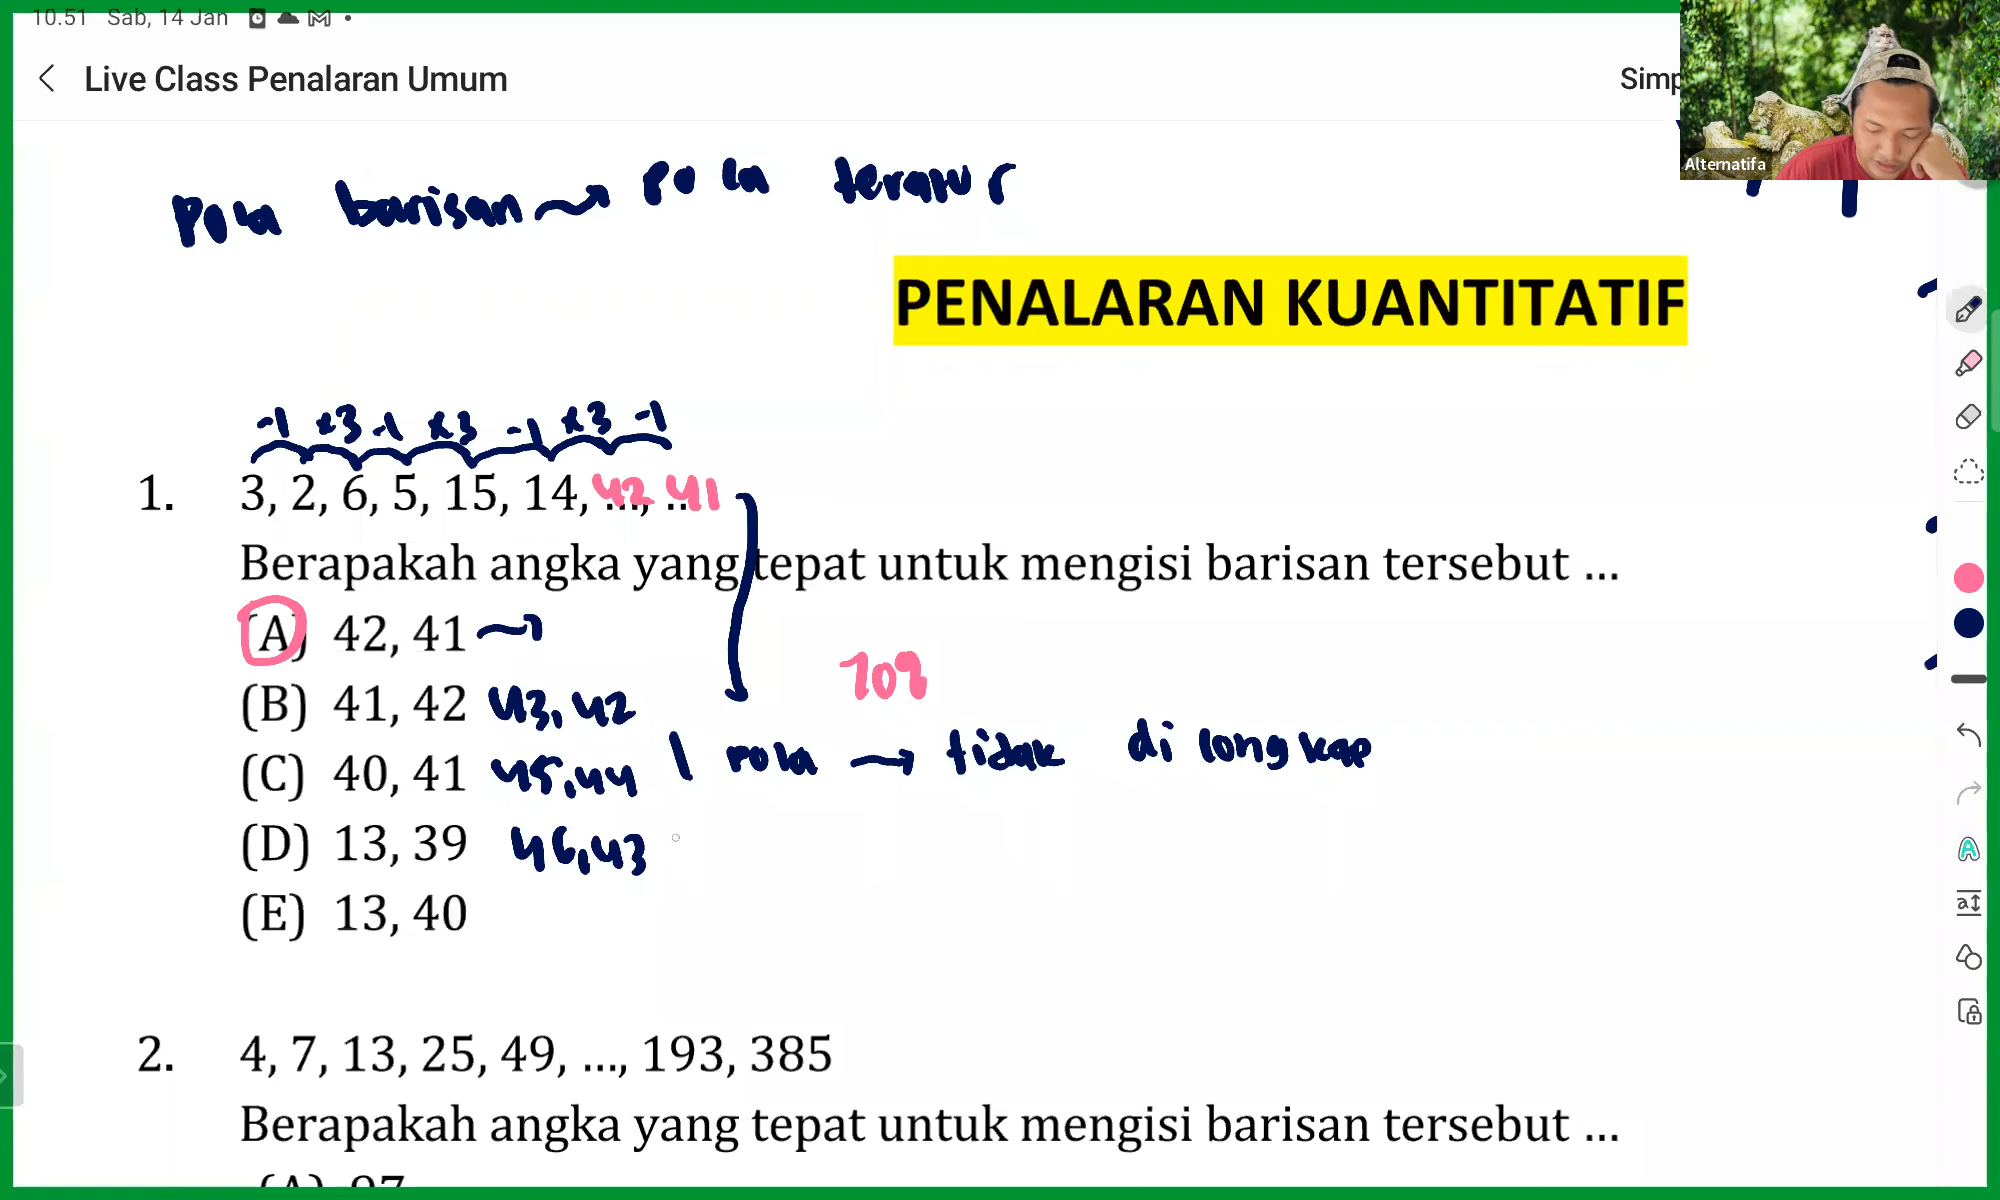 10.51 Sab, 14 Jan
Live Class Penalaran Umum
Simp
Alternatifa
Pola barisan → pola teratur
PENALARAN KUANTITATIF
-1 x3 -1 x3 -1 x3 -1
1. 3, 2, 6, 5, 15, 14, ..., ..
42 41
Berapakah angka yang tepat untuk mengisi barisan tersebut ...
(A) 42, 41
(B) 41, 42 43, 42
(C) 40, 41 45, 44
1 pola → tidak di longkap
(D) 13, 39 46, 43
(E) 13, 40
2. 4, 7, 13, 25, 49, ..., 193, 385
Berapakah angka yang tepat untuk mengisi barisan tersebut ...
(A) 97